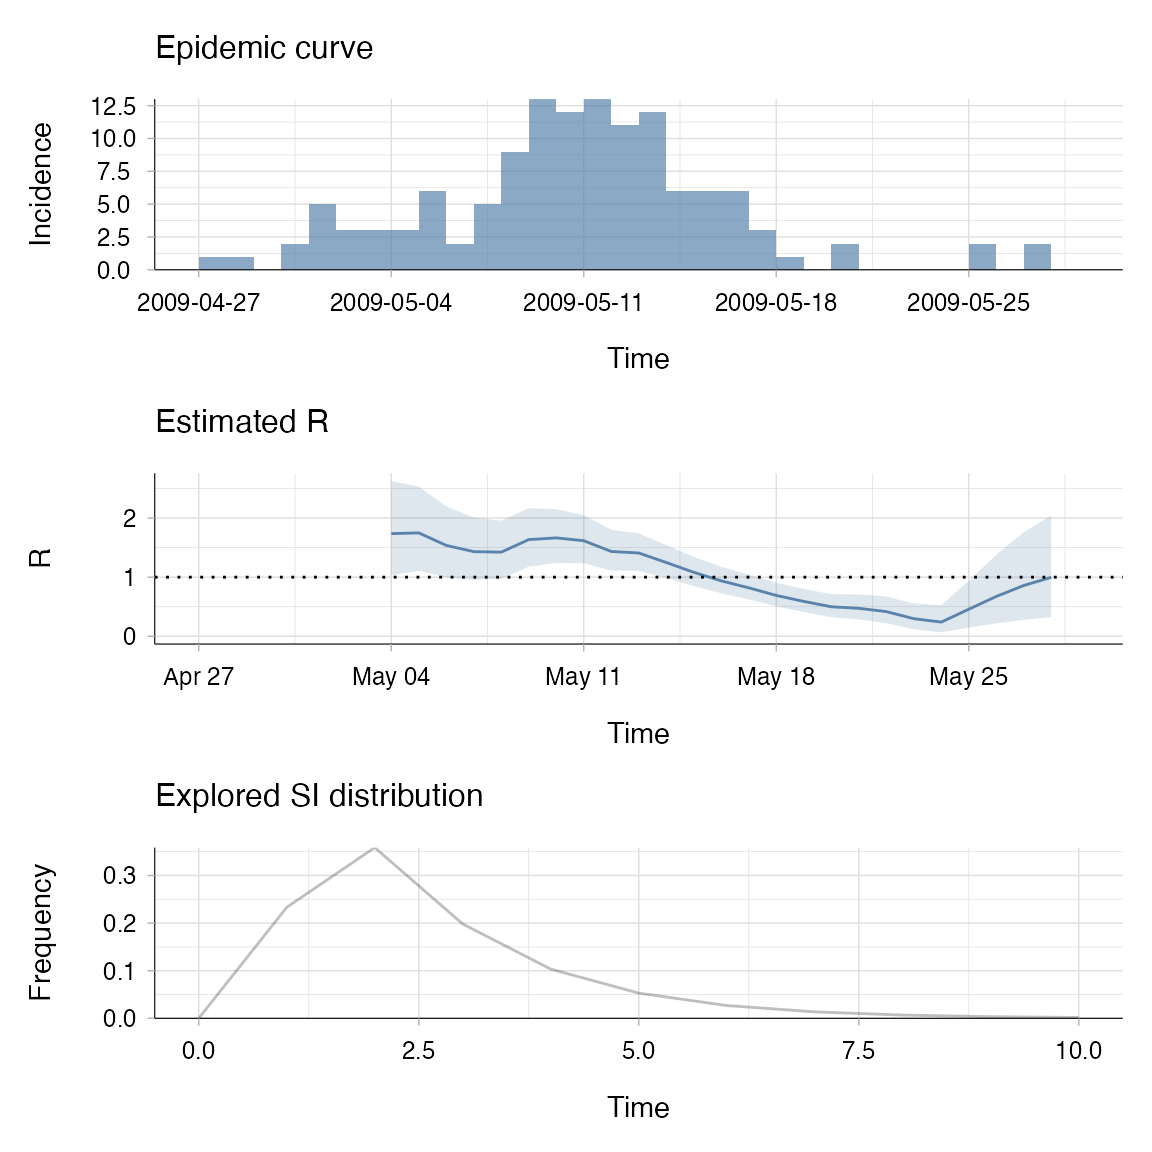 Epidemic curve
Incidence
12.5
10.0
7.5
5.0
2.5
0.0
2009-04-27 2009-05-04 2009-05-11 2009-05-18 2009-05-25
Time
Estimated R
R
2
1
0
Apr 27 May 04 May 11 May 18 May 25
Time
Explored SI distribution
Frequency
0.3
0.2
0.1
0.0
0.0 2.5 5.0 7.5 10.0
Time